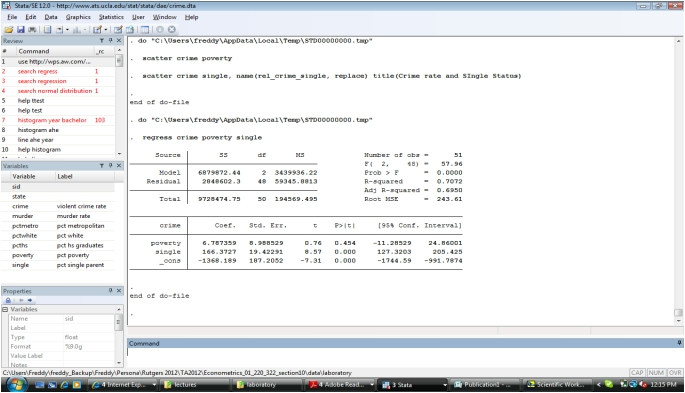 Stata/SE 12.0 - http://www.ats.ucla.edu/stat/stata/dae/crime.dta
File Edit Data Graphics Statistics User Window Help
Review
# Command _rc
1 use http://wps.aw.com/...
2 search regress 1
3 search regression 1
4 search normal distribution 1
5 help ttest
6 help test
7 histogram year bachelor 103
8 histogram ahe
9 line ahe year
10 help histogram
Variables
Variable Label
sid
state
crime violent crime rate
murder murder rate
pctmetro pct metropolitan
pctwhite pct white
pcths pct hs graduates
poverty pct poverty
single pct single parent
Properties
Variables
Name sid
Label
Type float
Format %9.0g
Value Label
Notes
. do "C:\Users\freddy\AppData\Local\Temp\STD00000000.tmp"
. scatter crime poverty
. scatter crime single, name(rel_crime_single, replace) title(Crime rate and SIngle Status)
.
end of do-file
. do "C:\Users\freddy\AppData\Local\Temp\STD00000000.tmp"
. regress crime poverty single
Source SS df MS Number of obs = 51
F( 2, 48) = 57.96
Model 6879872.44 2 3439936.22 Prob > F = 0.0000
Residual 2848602.3 48 59345.8813 R-squared = 0.7072
Adj R-squared = 0.6950
Total 9728474.75 50 194569.495 Root MSE = 243.61
crime Coef. Std. Err. t P>|t| [95% Conf. Interval]
poverty 6.787359 8.988529 0.76 0.454 -11.28529 24.86001
single 166.3727 19.42291 8.57 0.000 127.3203 205.425
_cons -1368.189 187.2052 -7.31 0.000 -1744.59 -991.7874
.
end of do-file
.
Command
C:\Users\Freddy\freddy_Backup\Freddy\Persona\Rutgers 2012\TA2012\Econometrics_01_220_322_section10\data\laboratory
CAP NUM OVR
4 Internet Exp... lectures laboratory 4 Adobe Read... 3 Stata Publication1 - ... Scientific Work... 12:15 PM